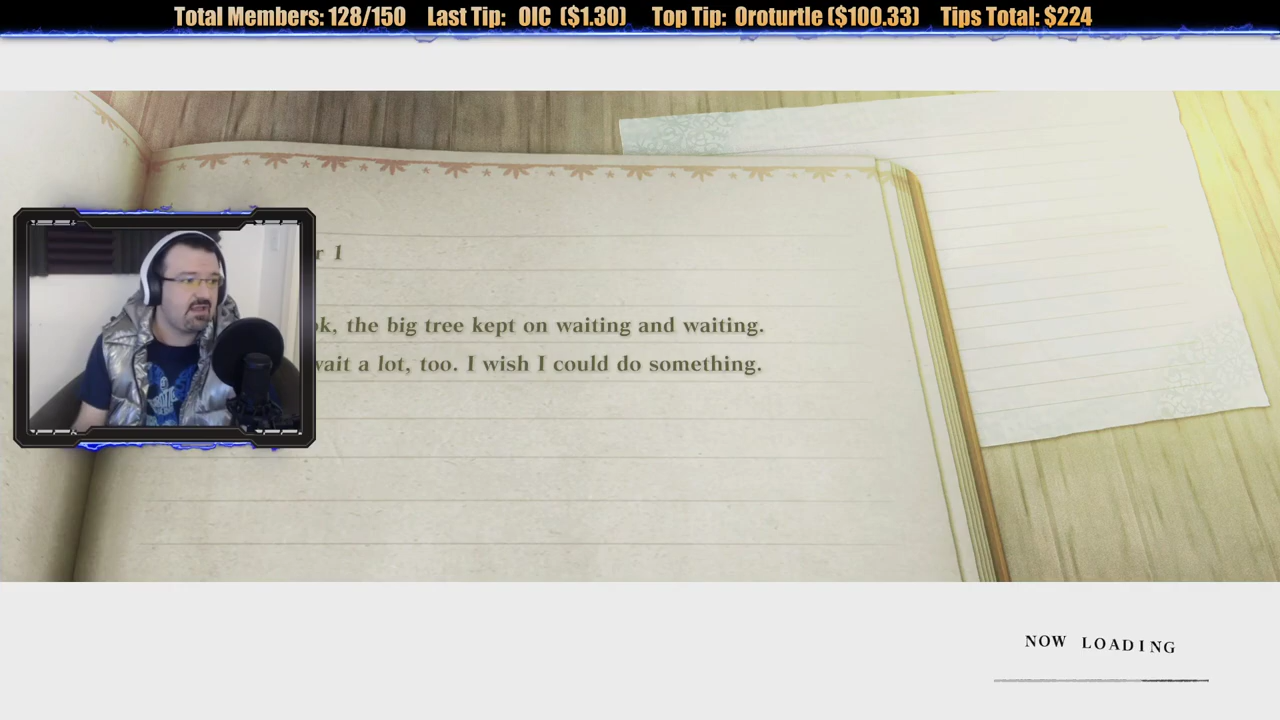 Total Members: 128/150 Last Tip: OIC ($1.30) Top Tip: Oroturtle ($100.33) Tips Total: $224
r 1
ok, the big tree kept on waiting and waiting.
wait a lot, too. I wish I could do something.
NOW LOADING